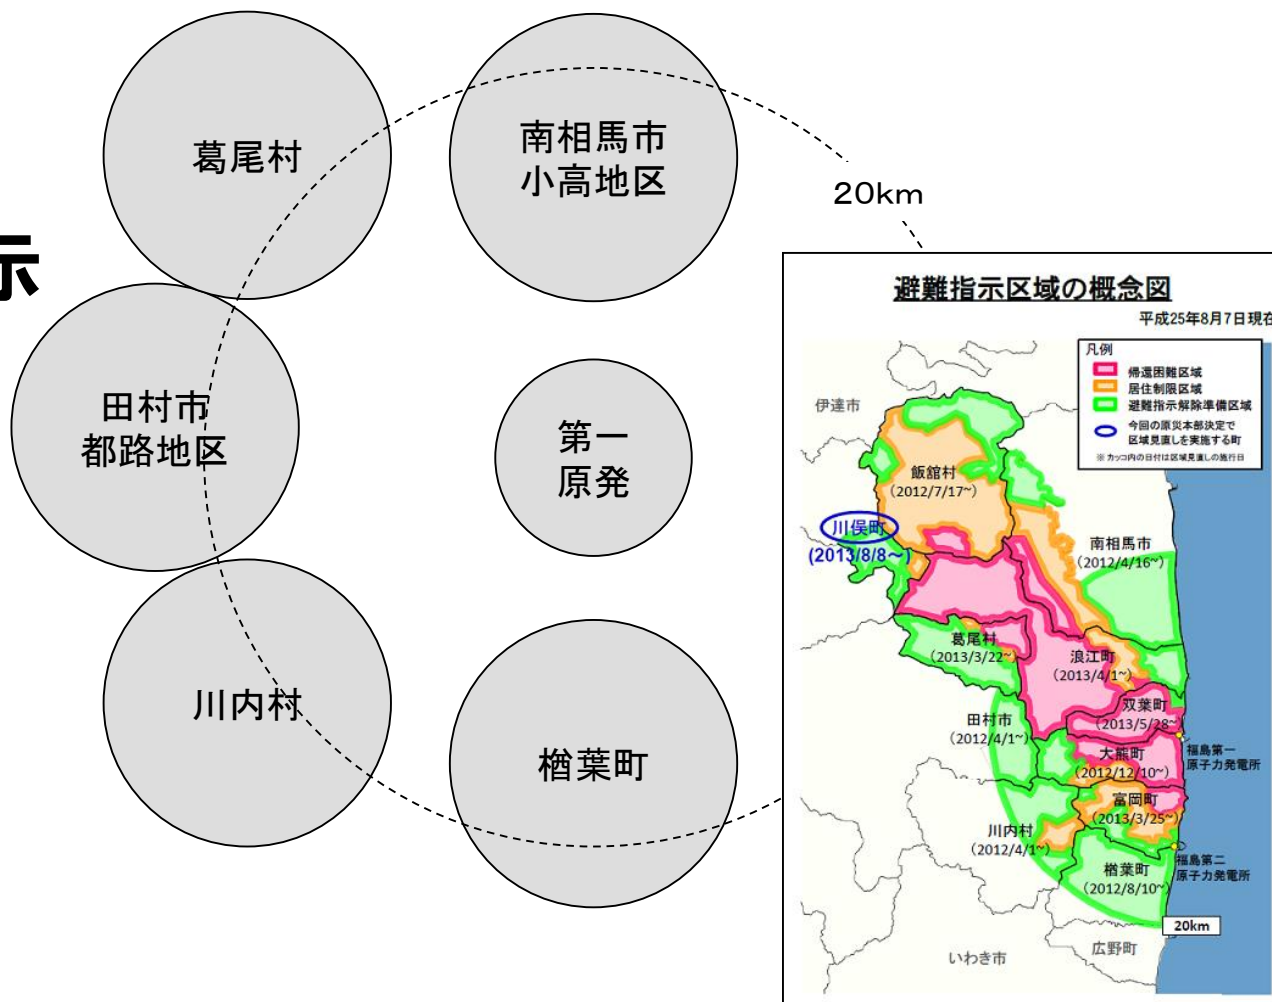 葛尾村
南相馬市
小高地区
20km
示
田村市
都路地区
第一
原発
川内村
楢葉町
避難指示区域の概念図
平成25年8月7日現在
凡例
帰還困難区域
居住制限区域
避難指示解除準備区域
今回の原災本部決定で
区域見直しを実施する町
※ カッコ内の日付は区域見直しの施行日
伊達市
飯舘村
(2012/7/17~)
川俣町
(2013/8/8~)
南相馬市
(2012/4/16~)
葛尾村
(2013/3/22~)
浪江町
(2013/4/1~)
双葉町
(2013/5/28~)
田村市
(2012/4/1~)
大熊町
(2012/12/10~)
福島第一
原子力発電所
富岡町
(2013/3/25~)
川内村
(2012/4/1~)
福島第二
原子力発電所
楢葉町
(2012/8/10~)
20km
広野町
いわき市